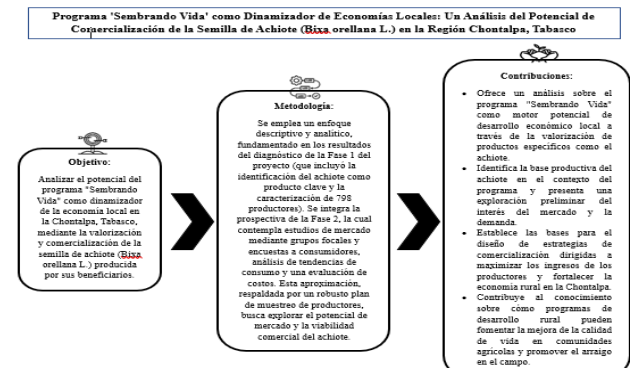 Programa 'Sembrando Vida' como Dinamizador de Economías Locales: Un Análisis del Potencial de
Comercialización de la Semilla de Achiote (Bixa orellana L.) en la Región Chontalpa, Tabasco
Objetivo:
Analizar el potencial del
programa "Sembrando
Vida" como dinamizador
de la economía local en
la Chontalpa, Tabasco,
mediante la valorización
y comercialización de la
semilla de achiote (Bixa
orellana L.) producida
por sus beneficiarios.
Metodología:
Se emplea un enfoque
descriptivo y analítico,
fundamentado en los resultados
del diagnóstico de la Fase 1 del
proyecto (que incluyó la
identificación del achiote como
producto clave y la
caracterización de 798
productores). Se integra la
prospectiva de la Fase 2, la cual
contempla estudios de mercado
mediante grupos focales y
encuestas a consumidores,
análisis de tendencias de
consumo y una evaluación de
costos. Esta aproximación,
respaldada por un robusto plan
de muestreo de productores,
busca explorar el potencial de
mercado y la viabilidad
comercial del achiote.
Contribuciones:
• Ofrece un análisis sobre el
programa "Sembrando Vida"
como motor potencial de
desarrollo económico local a
través de la valorización de
productos específicos como el
achiote.
• Identifica la base productiva del
achiote en el contexto del
programa y presenta una
exploración preliminar del
interés del mercado y la
demanda.
• Establece las bases para el
diseño de estrategias de
comercialización dirigidas a
maximizar los ingresos de los
productores y fortalecer la
economía rural en la Chontalpa.
• Contribuye al conocimiento
sobre cómo programas de
desarrollo rural pueden
fomentar la mejora de la calidad
de vida en comunidades
agrícolas y promover el arraigo
en el campo.